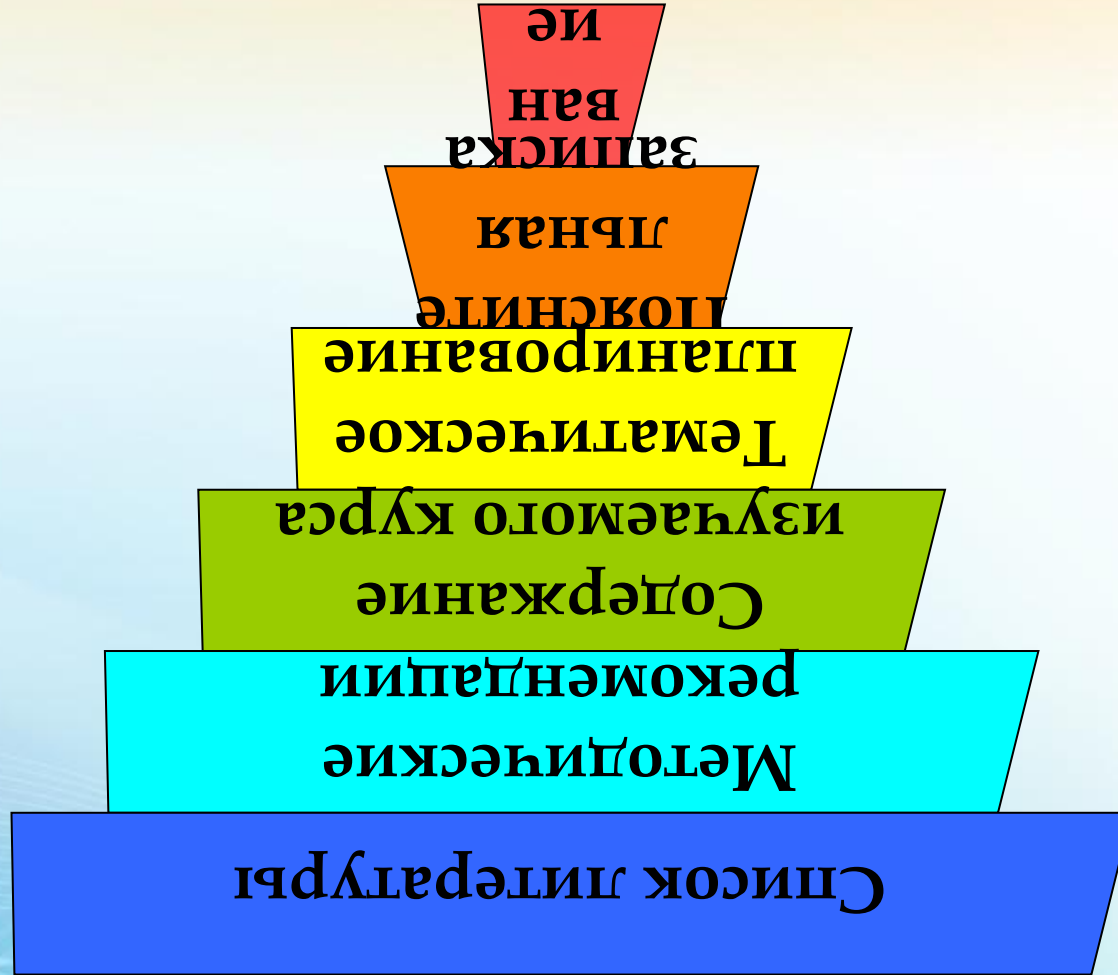 Список литературы
Методические
рекомендации
Содержание
изучаемого курса
Тематическое
планирование
Поясните
льная
записка
ван
ие